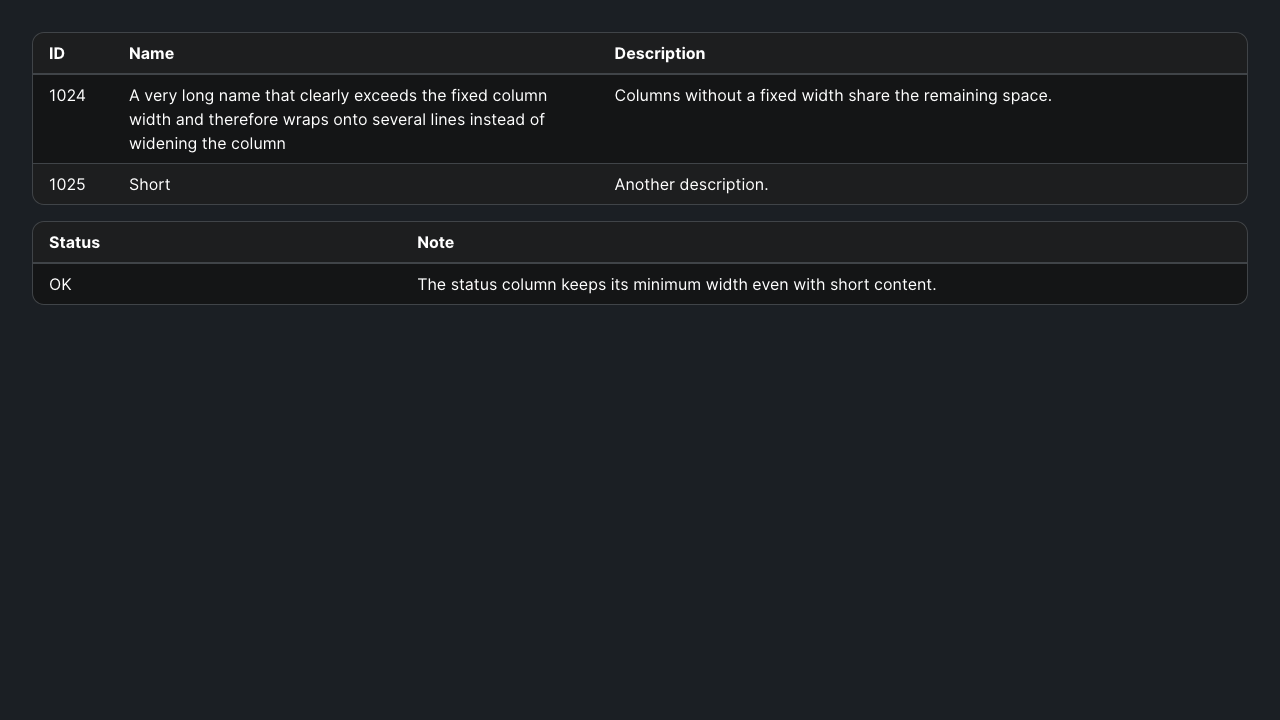 ID Name Description
1024 A very long name that clearly exceeds the fixed column Columns without a fixed width share the remaining space.
width and therefore wraps onto several lines instead of
widening the column
1025 Short Another description.
Status Note
OK The status column keeps its minimum width even with short content.